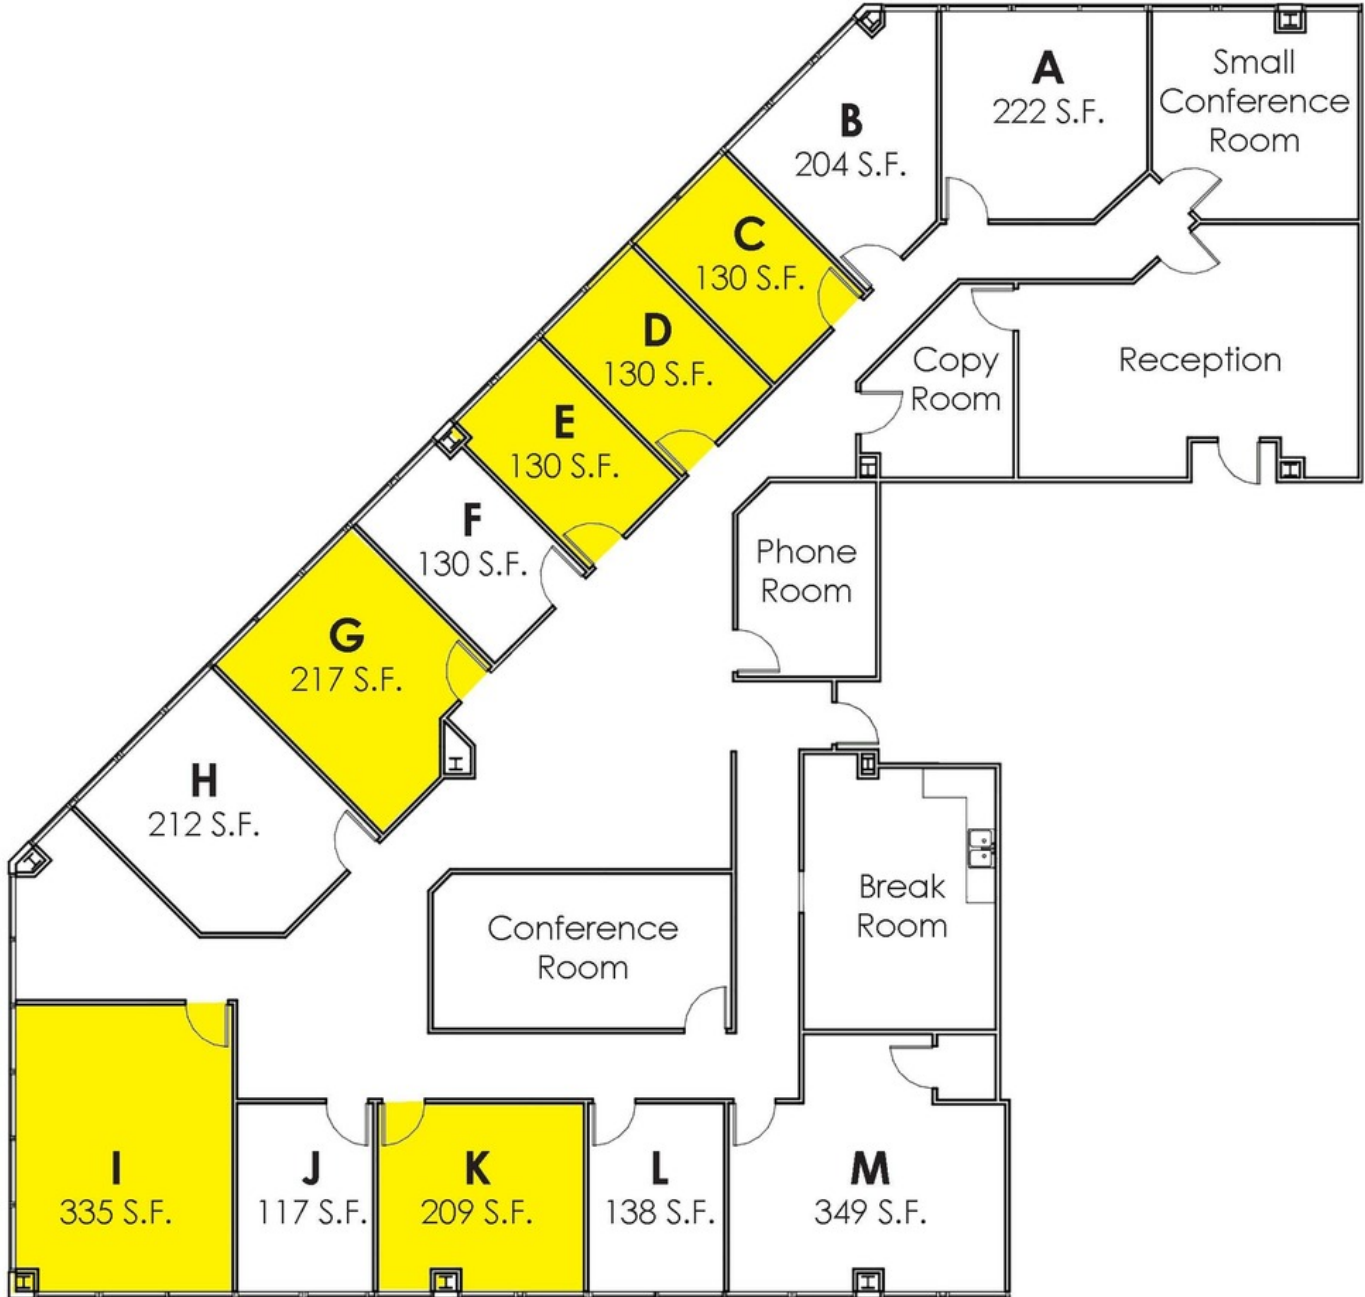 A
222 S.F.
Small
Conference
Room
B
204 S.F.
C
130 S.F.
D
130 S.F.
Copy
Room
Reception
E
130 S.F.
F
130 S.F.
Phone
Room
G
217 S.F.
H
212 S.F.
Conference
Room
Break
Room
I
335 S.F.
J
117 S.F.
K
209 S.F.
L
138 S.F.
M
349 S.F.